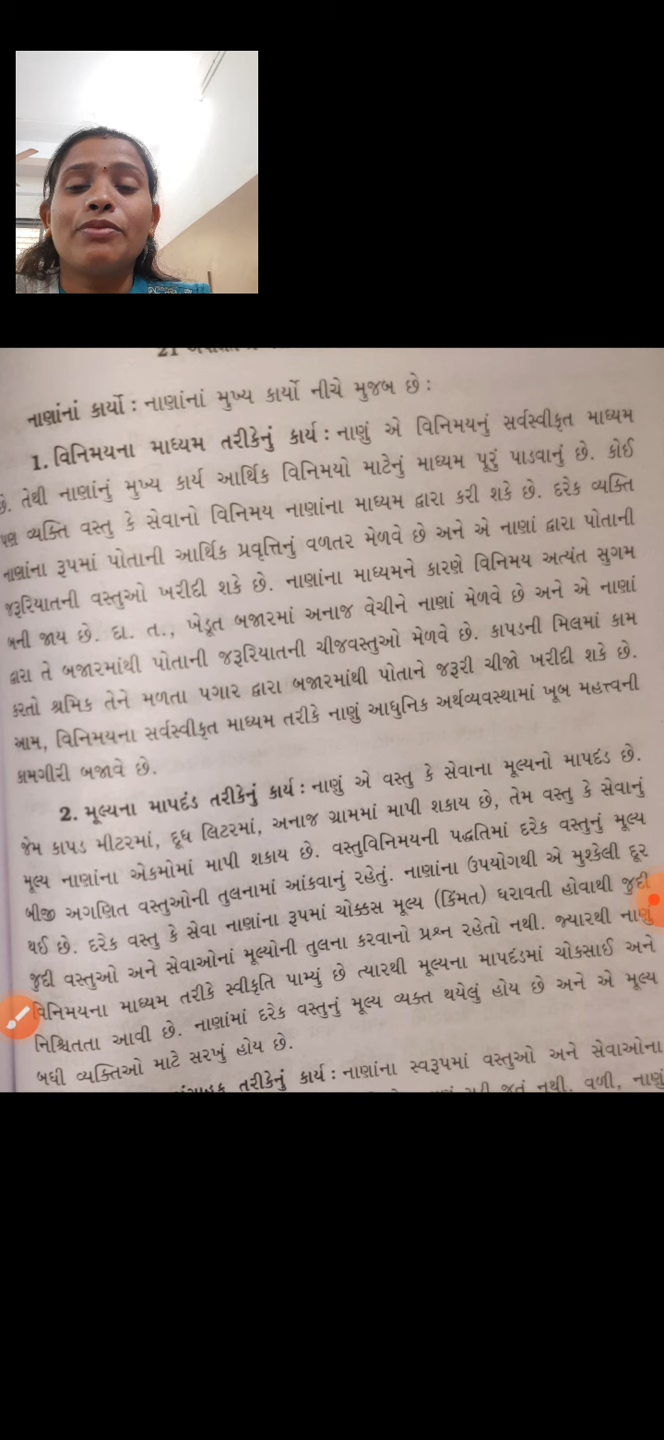 નાણાંનાં કાર્યો : નાણાંનાં મુખ્ય કાર્યો નીચે મુજબ છે :
1. વિનિમયના માધ્યમ તરીકેનું કાર્ય : નાણું એ વિનિમયનું સર્વસ્વીકૃત માધ્યમ
છે. તેથી નાણાંનું મુખ્ય કાર્ય આર્થિક વિનિમયો માટેનું માધ્યમ પૂરું પાડવાનું છે. કોઈ
પણ વ્યક્તિ વસ્તુ કે સેવાનો વિનિમય નાણાંના માધ્યમ દ્વારા કરી શકે છે. દરેક વ્યક્તિ
નાણાંના રૂપમાં પોતાની આર્થિક પ્રવૃત્તિનું વળતર મેળવે છે અને એ નાણાં દ્વારા પોતાની
જરૂરિયાતની વસ્તુઓ ખરીદી શકે છે. નાણાંના માધ્યમને કારણે વિનિમય અત્યંત સુગમ
બની જાય છે. દા. ત., ખેડૂત બજારમાં અનાજ વેચીને નાણાં મેળવે છે અને એ નાણાં
દ્વારા તે બજારમાંથી પોતાની જરૂરિયાતની ચીજવસ્તુઓ મેળવે છે. કાપડની મિલમાં કામ
કરતો શ્રમિક તેને મળતા પગાર દ્વારા બજારમાંથી પોતાને જરૂરી ચીજો ખરીદી શકે છે.
આમ, વિનિમયના સર્વસ્વીકૃત માધ્યમ તરીકે નાણું આધુનિક અર્થવ્યવસ્થામાં ખૂબ મહત્ત્વની
કામગીરી બજાવે છે.
2. મૂલ્યના માપદંડ તરીકેનું કાર્ય : નાણું એ વસ્તુ કે સેવાના મૂલ્યનો માપદંડ છે.
જેમ કાપડ મીટરમાં, દૂધ લિટરમાં, અનાજ ગ્રામમાં માપી શકાય છે, તેમ વસ્તુ કે સેવાનું
મૂલ્ય નાણાંના એકમોમાં માપી શકાય છે. વસ્તુવિનિમયની પદ્ધતિમાં દરેક વસ્તુનું મૂલ્ય
બીજી અગણિત વસ્તુઓની તુલનામાં આંકવાનું રહેતું. નાણાંના ઉપયોગથી એ મુશ્કેલી દૂર
થઈ છે. દરેક વસ્તુ કે સેવા નાણાંના રૂપમાં ચોક્કસ મૂલ્ય (કિંમત) ધરાવતી હોવાથી જુદી
જુદી વસ્તુઓ અને સેવાઓનાં મૂલ્યોની તુલના કરવાનો પ્રશ્ન રહેતો નથી. જ્યારથી નાણું
વિનિમયના માધ્યમ તરીકે સ્વીકૃતિ પામ્યું છે ત્યારથી મૂલ્યના માપદંડમાં ચોકસાઈ અને
નિશ્ચિતતા આવી છે. નાણાંમાં દરેક વસ્તુનું મૂલ્ય વ્યક્ત થયેલું હોય છે અને એ મૂલ્ય
બધી વ્યક્તિઓ માટે સરખું હોય છે.
તરીકેનું કાર્ય : નાણાંના સ્વરૂપમાં વસ્તુઓ અને સેવાઓના
જતું નથી. વળી, નાણું